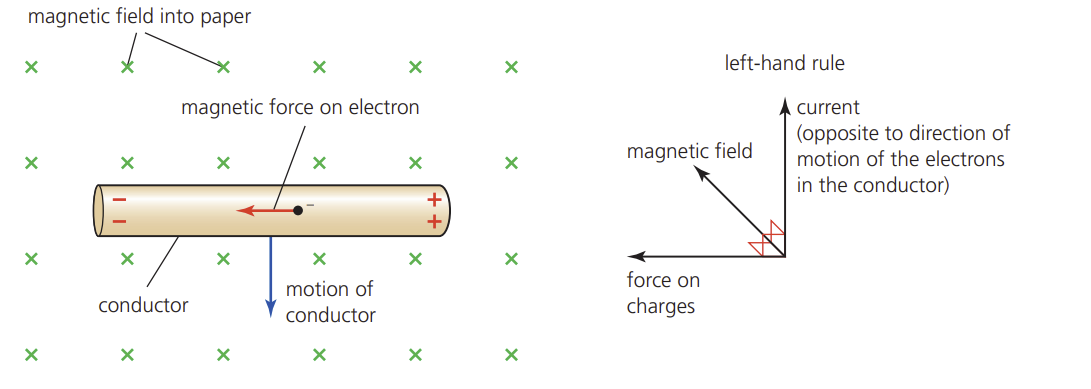 magnetic field into paper
magnetic force on electron
− +
− +
−
conductor
motion of
conductor
left-hand rule
current
(opposite to direction of
motion of the electrons
in the conductor)
magnetic field
force on
charges